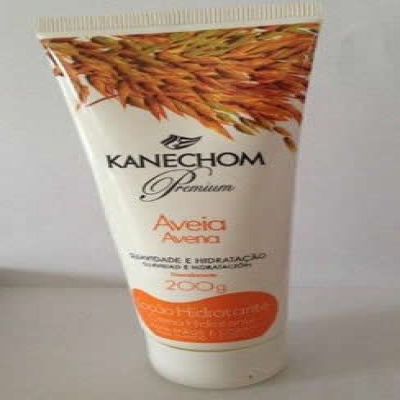 KANECHOM
Premium
Aveia
Avena
SUAVIDADE E HIDRATAÇÃO
SUAVIDAD E HIDRATACIÓN
200g
Loção Hidratante